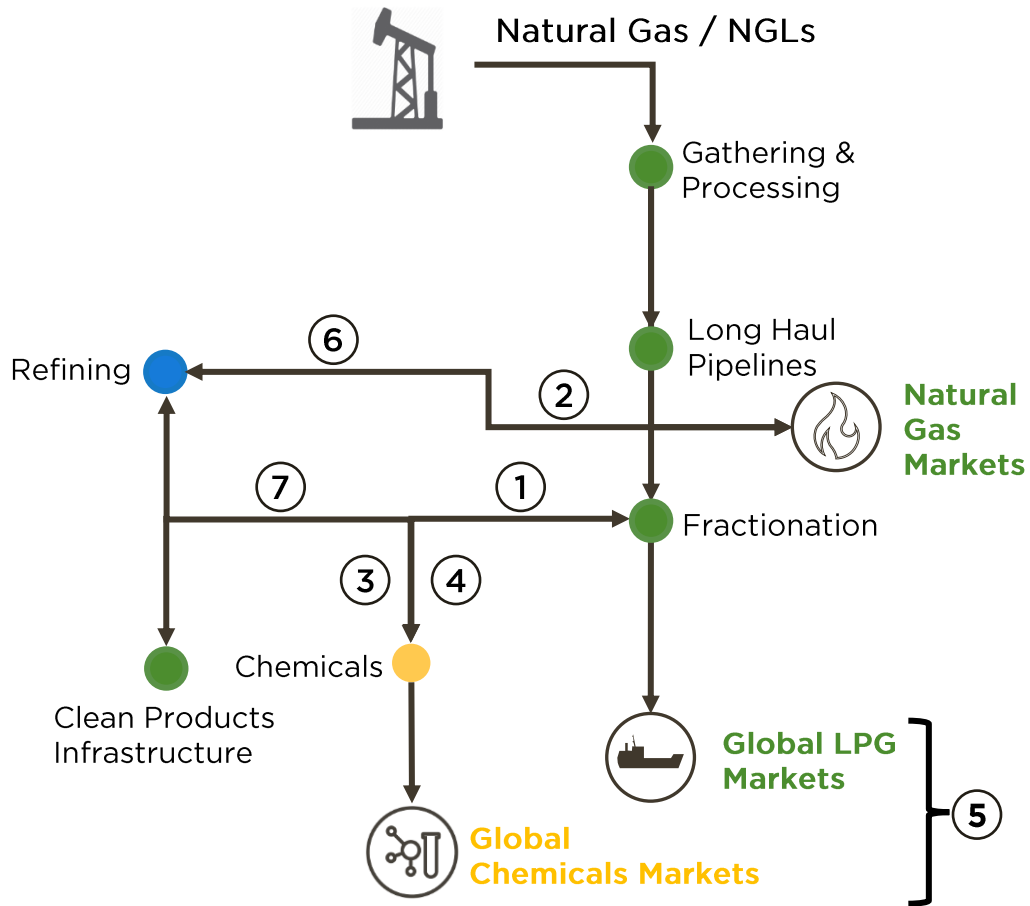 Natural Gas / NGLs
Gathering &
Processing
Long Haul
Pipelines
6
Refining
2
Natural
Gas
Markets
7
1
Fractionation
3
4
Chemicals
Clean Products
Infrastructure
Global LPG
Markets
5
Global
Chemicals Markets